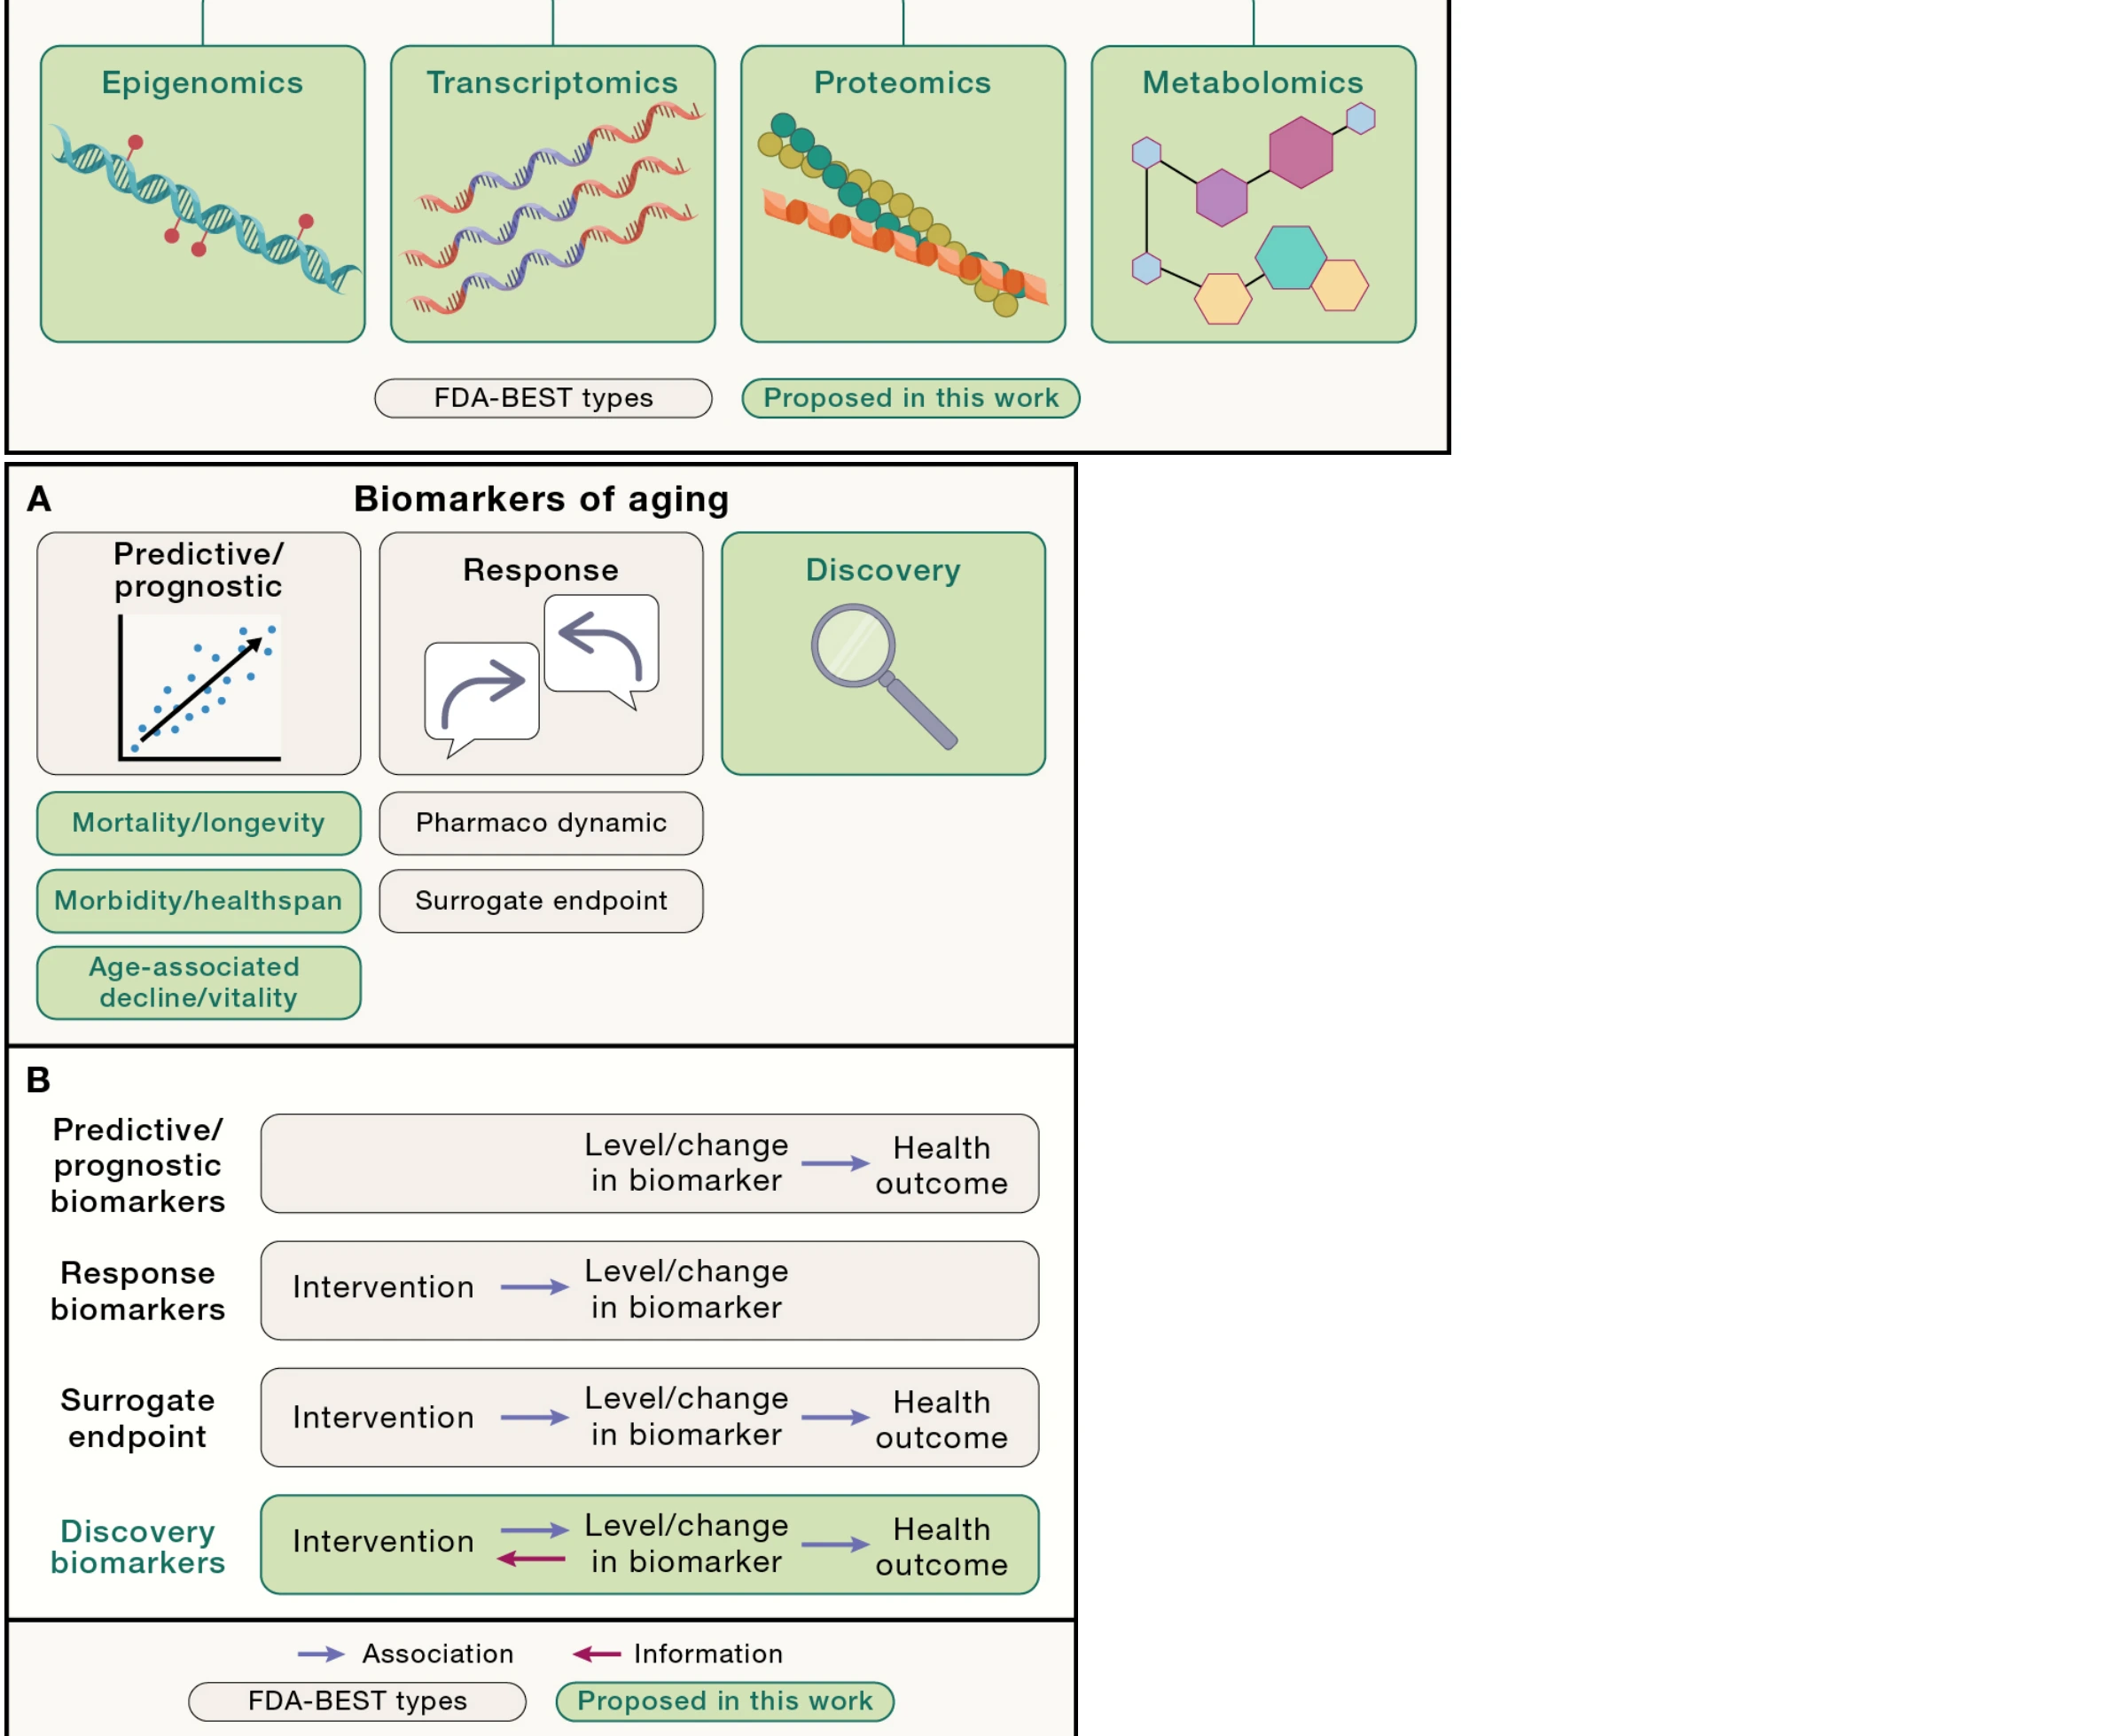 Epigenomics
Transcriptomics
Proteomics
Metabolomics
FDA-BEST types
Proposed in this work
A
Biomarkers of aging
Predictive/
prognostic
Response
Discovery
Mortality/longevity
Pharmaco dynamic
Morbidity/healthspan
Surrogate endpoint
Age-associated
decline/vitality
B
Predictive/
prognostic
biomarkers
Level/change
in biomarker
Health
outcome
Response
biomarkers
Intervention
Level/change
in biomarker
Surrogate
endpoint
Intervention
Level/change
in biomarker
Health
outcome
Discovery
biomarkers
Intervention
Level/change
in biomarker
Health
outcome
Association
Information
FDA-BEST types
Proposed in this work